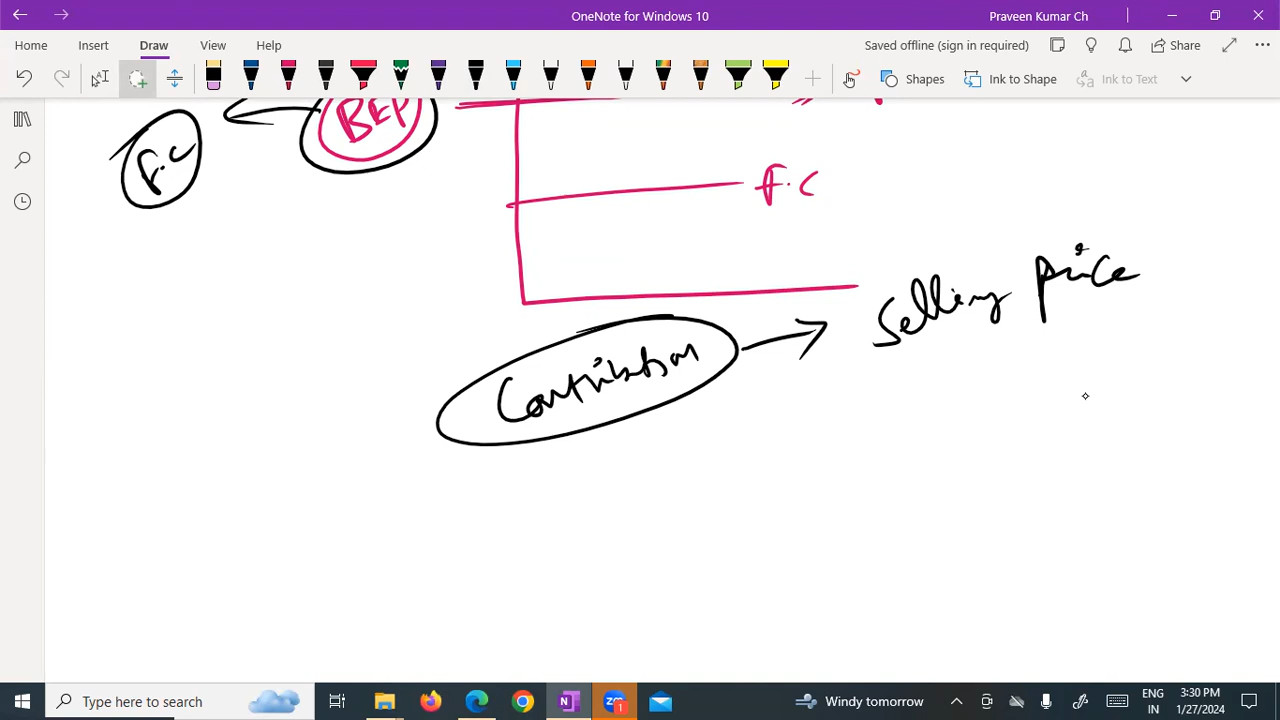 OneNote for Windows 10
Praveen Kumar Ch
Home Insert Draw View Help
Saved offline (sign in required)
Share
Shapes
Ink to Shape
Ink to Text
BEP
F.C
F.C
Selling price
Contribution
Type here to search
Windy tomorrow
ENG
IN
3:30 PM
1/27/2024